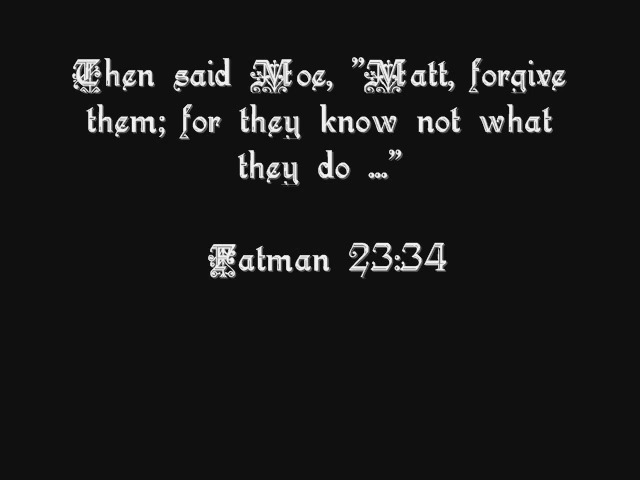 Then said Moe, "Matt, forgive
them; for they know not what
they do ..."
Fatman 23:34